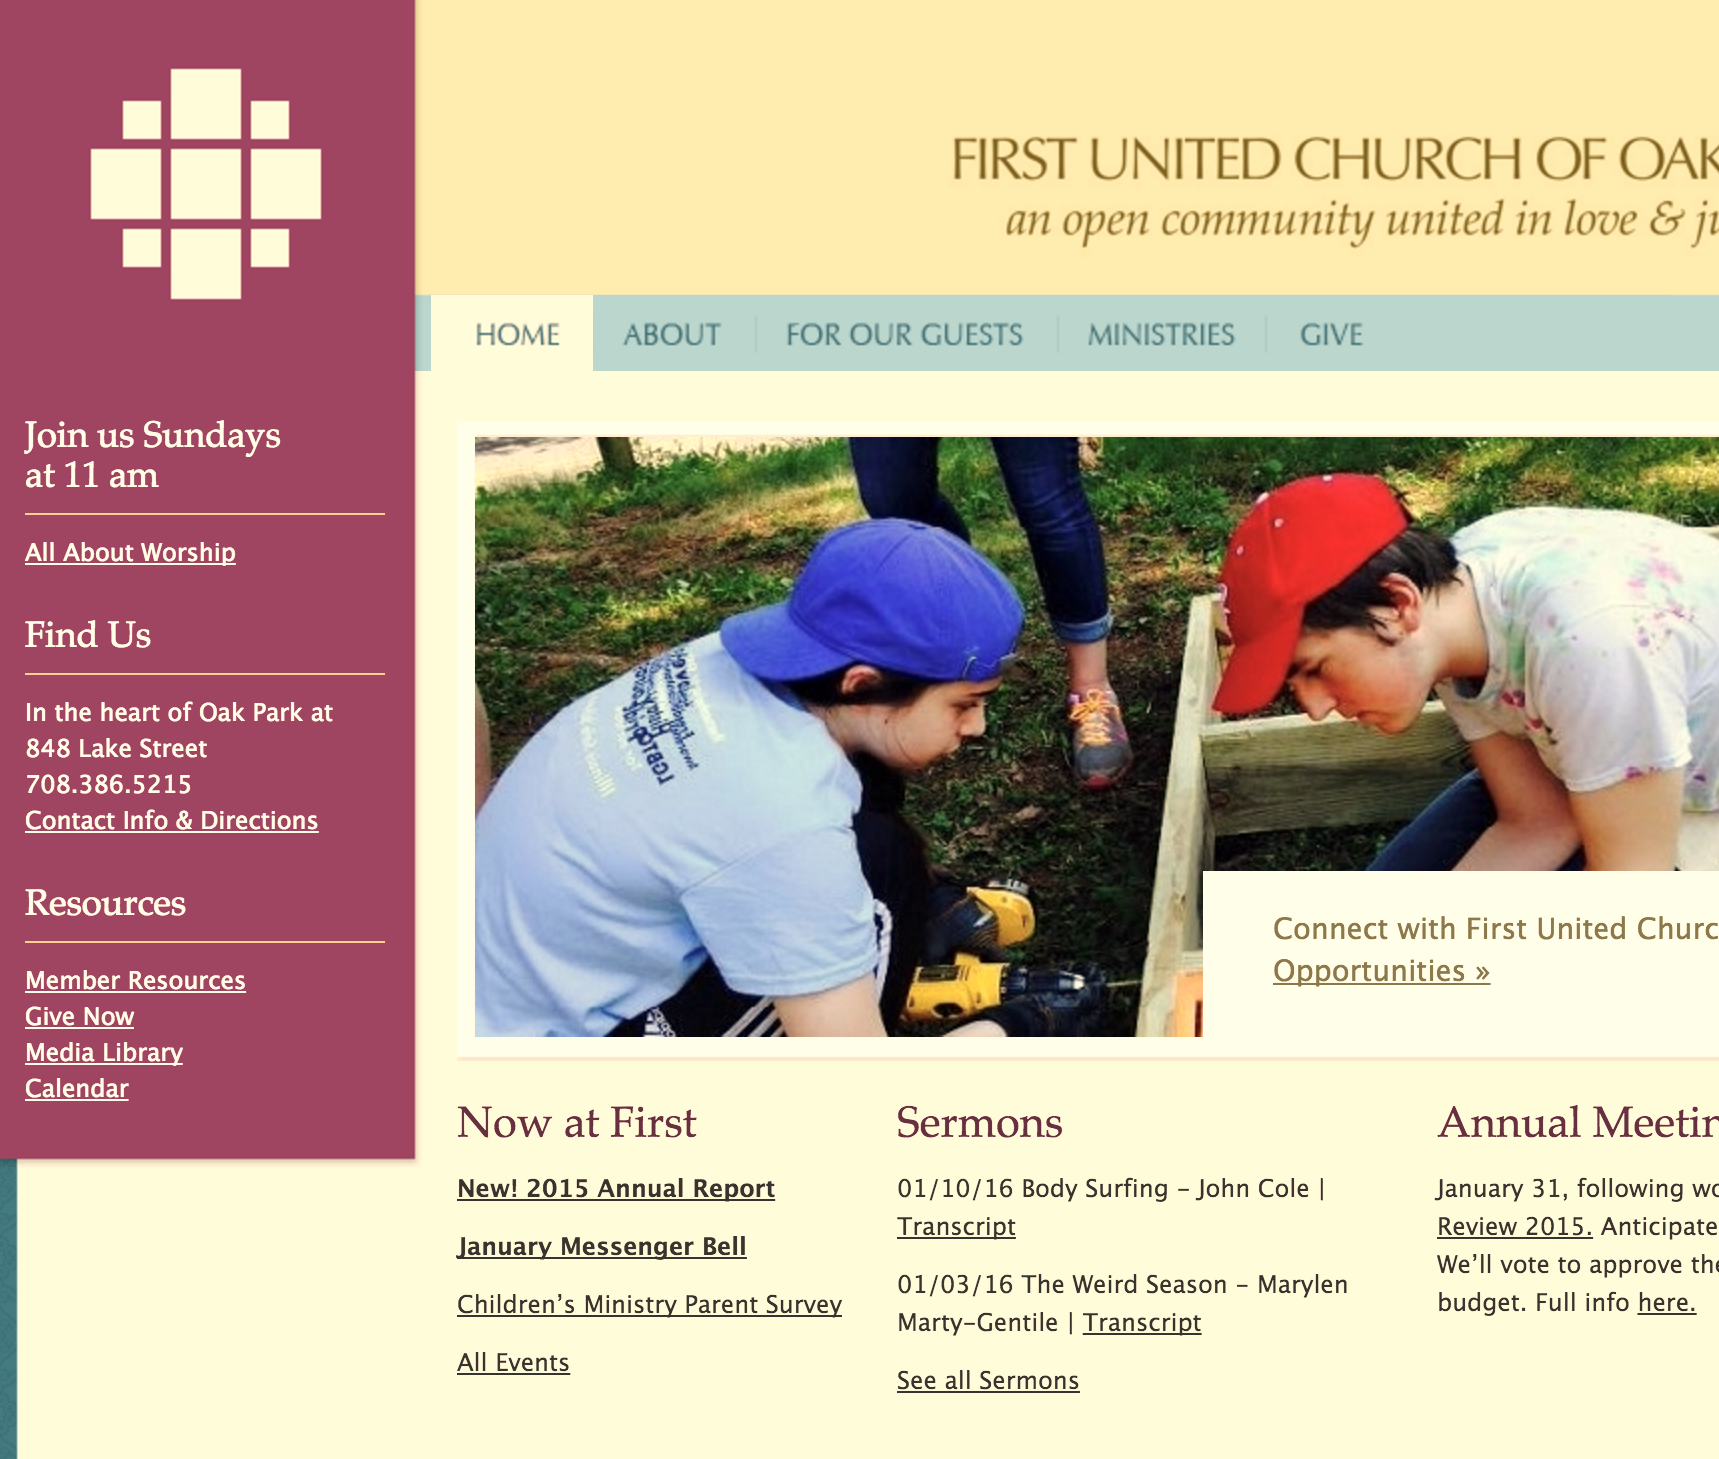 FIRST UNITED CHURCH OF OAK
an open community united in love & ju
HOME ABOUT FOR OUR GUESTS MINISTRIES GIVE
Join us Sundays
at 11 am
All About Worship
Find Us
In the heart of Oak Park at
848 Lake Street
708.386.5215
Contact Info & Directions
Resources
Member Resources
Give Now
Media Library
Calendar
Connect with First United Churc
Opportunities »
Now at First
New! 2015 Annual Report
January Messenger Bell
Children’s Ministry Parent Survey
All Events
Sermons
01/10/16 Body Surfing – John Cole |
Transcript
01/03/16 The Weird Season – Marylen
Marty-Gentile | Transcript
See all Sermons
Annual Meetin
January 31, following wo
Review 2015. Anticipate
We’ll vote to approve the
budget. Full info here.